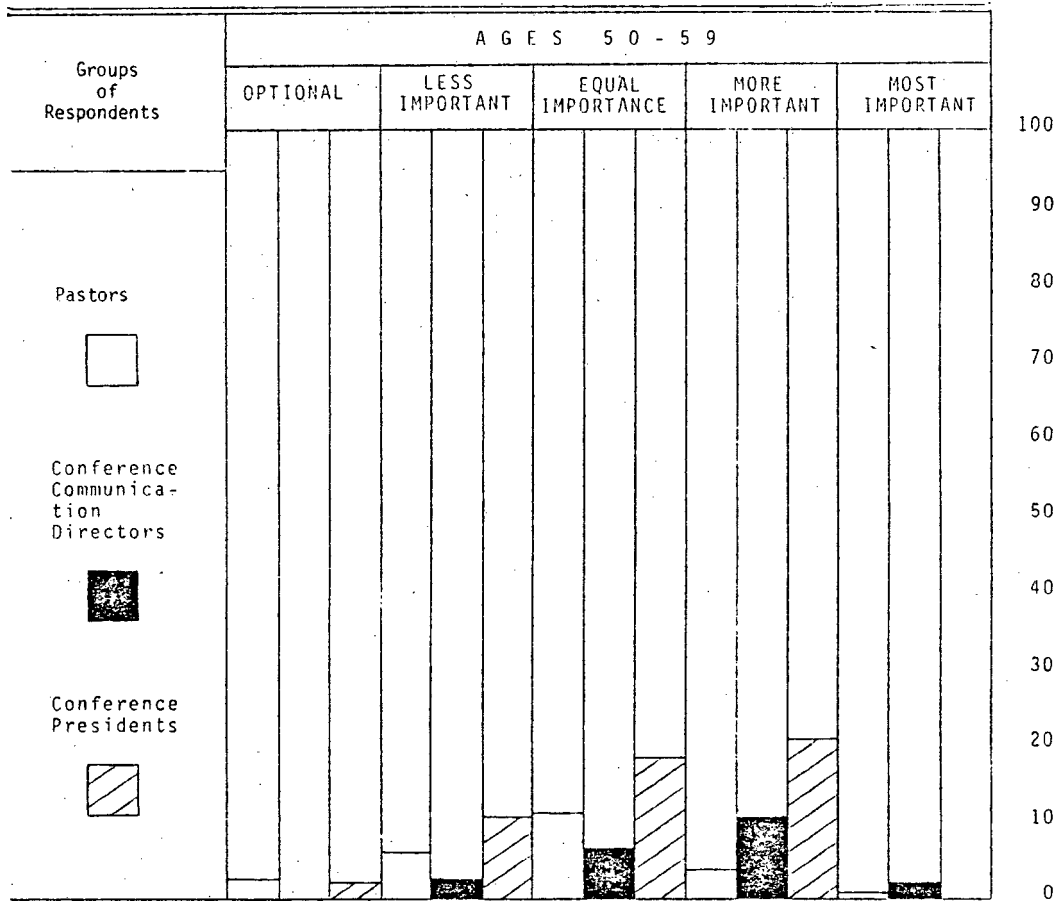 AGES 50-59
Groups
of
Respondents
OPTIONAL
LESS
IMPORTANT
EQUAL
IMPORTANCE
MORE
IMPORTANT
MOST
IMPORTANT
100
90
80
70
60
50
40
30
20
10
0
Pastors
Conference
Communica-
tion
Directors
Conference
Presidents